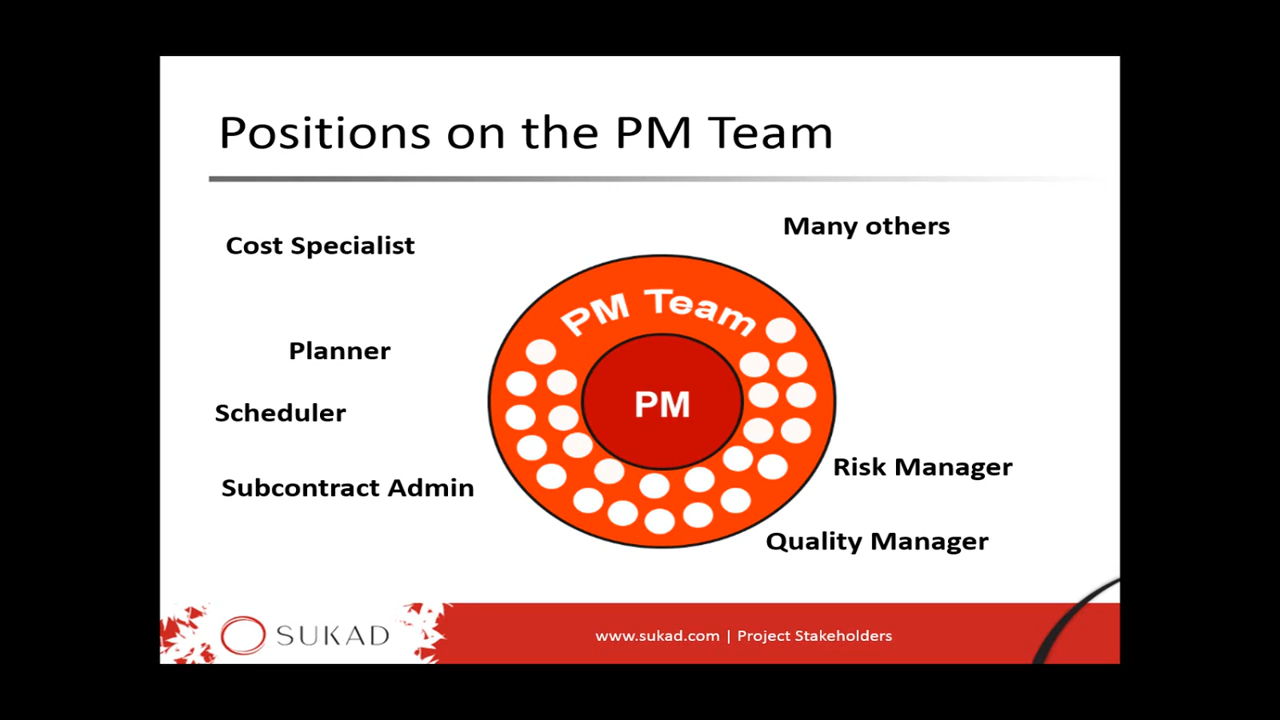 Positions on the PM Team
Many others
Cost Specialist
PM Team
Planner
PM
Scheduler
Risk Manager
Subcontract Admin
Quality Manager
SUKAD
www.sukad.com | Project Stakeholders